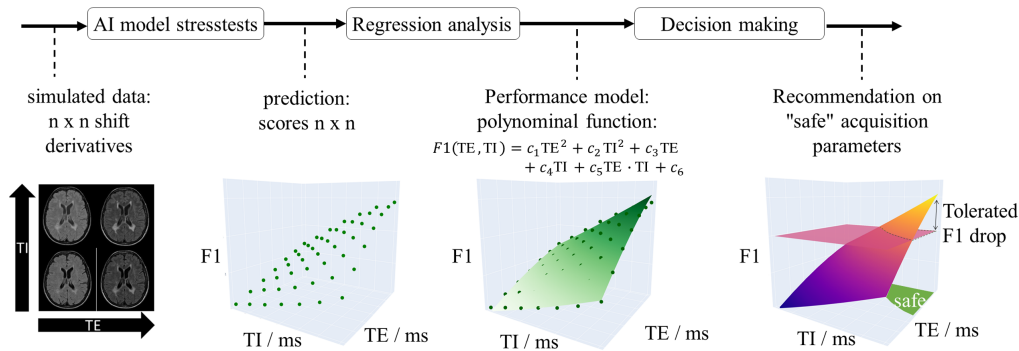 AI model stresstests
Regression analysis
Decision making
simulated data:
n x n shift
derivatives
prediction:
scores n x n
Performance model:
polynominal function:
F1(TE, TI) = c₁TE² + c₂TI² + c₃TE
+ c₄TI + c₅TE · TI + c₆
Recommendation on
"safe" acquisition
parameters
TI
TE
F1
TI / ms
TE / ms
F1
TI / ms
TE / ms
F1
Tolerated
F1 drop
safe
TI / ms
TE / ms